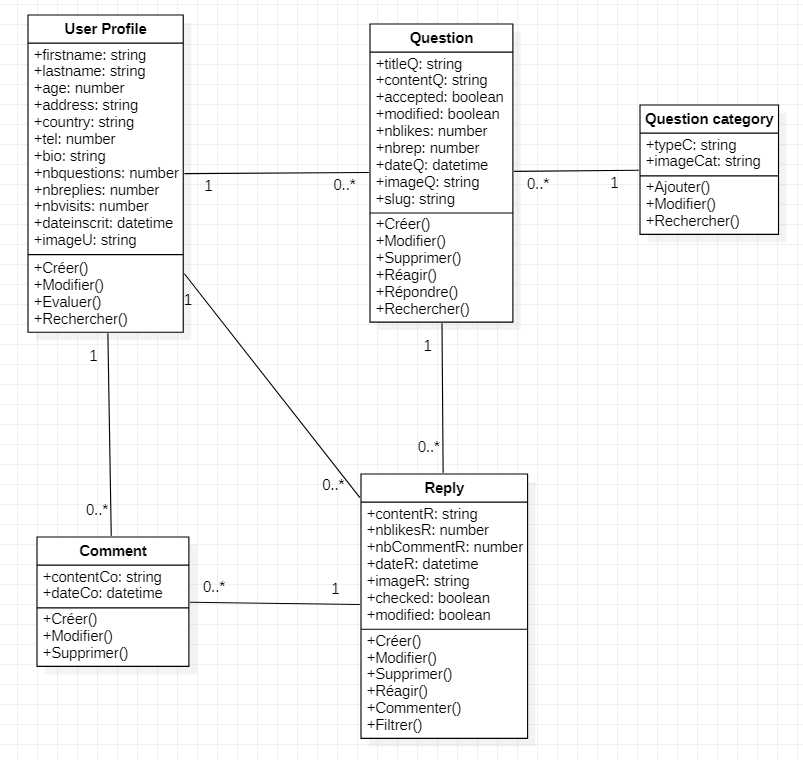 User Profile
+firstname: string
+lastname: string
+age: number
+address: string
+country: string
+tel: number
+bio: string
+nbquestions: number
+nbreplies: number
+nbvisits: number
+dateinscrit: datetime
+imageU: string
+Créer()
+Modifier()
+Evaluer()
+Rechercher()
1
0..*
Question
+titleQ: string
+contentQ: string
+accepted: boolean
+modified: boolean
+nblikes: number
+nbrep: number
+dateQ: datetime
+imageQ: string
+slug: string
+Créer()
+Modifier()
+Supprimer()
+Réagir()
+Répondre()
+Rechercher()
0..*
1
Question category
+typeC: string
+imageCat: string
+Ajouter()
+Modifier()
+Rechercher()
1
1
1
0..*
0..*
0..*
Comment
+contentCo: string
+dateCo: datetime
+Créer()
+Modifier()
+Supprimer()
0..*
1
Reply
+contentR: string
+nblikesR: number
+nbCommentR: number
+dateR: datetime
+imageR: string
+checked: boolean
+modified: boolean
+Créer()
+Modifier()
+Supprimer()
+Réagir()
+Commenter()
+Filtrer()